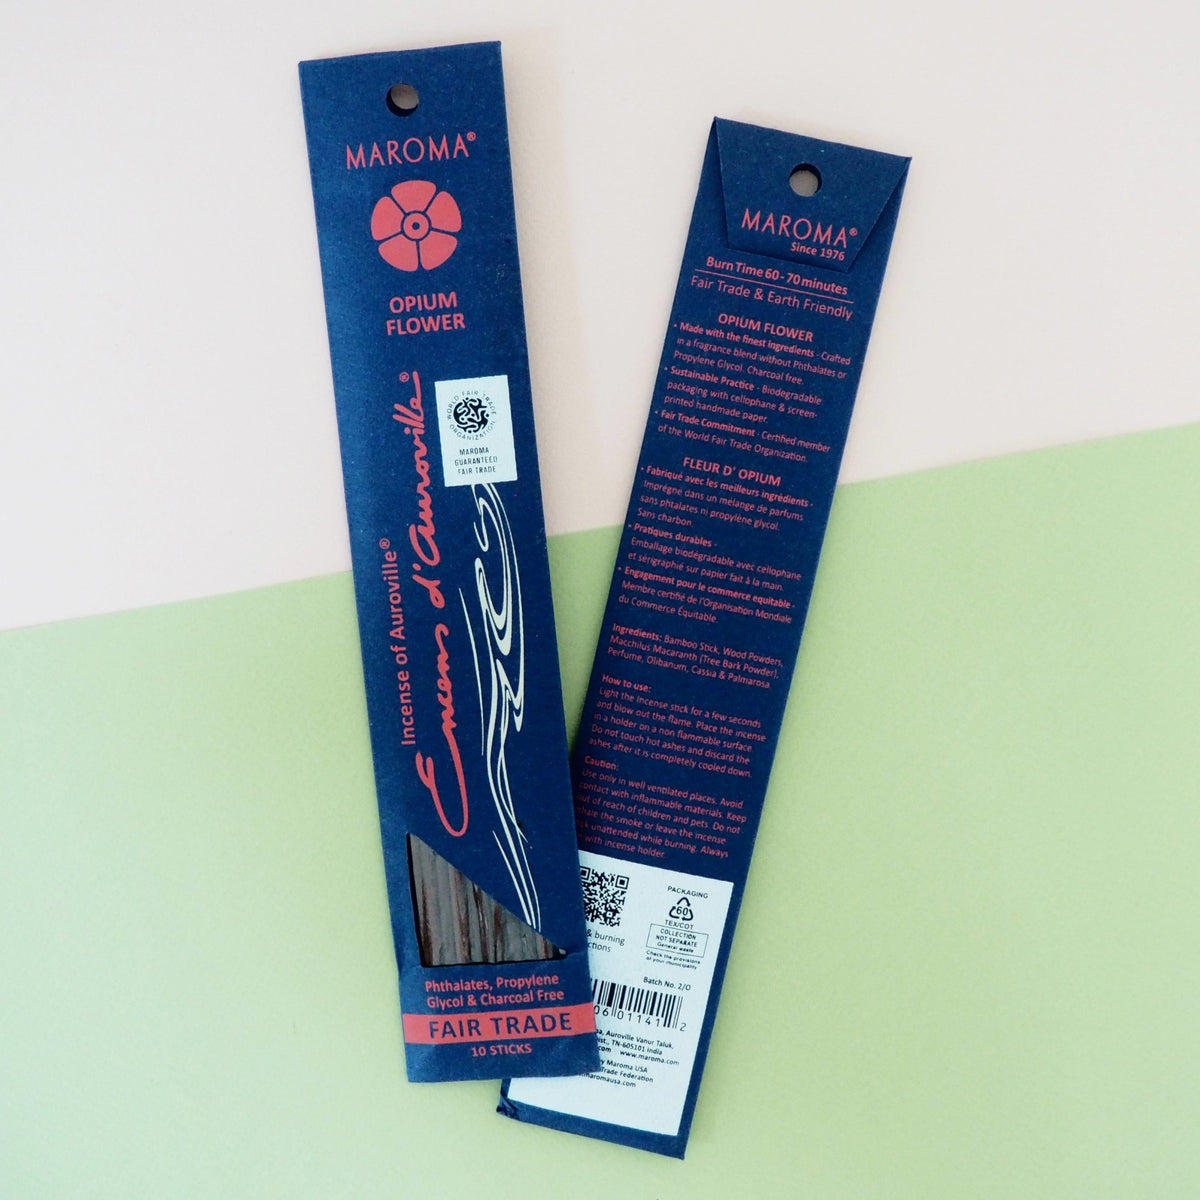 MAROMA®
OPIUM
FLOWER
WORLD FAIR TRADE
ORGANIZATION
MAROMA
GUARANTEED
FAIR TRADE
Incense of Auroville®
Encens d'Auroville®
Phthalates, Propylene
Glycol & Charcoal Free
FAIR TRADE
10 STICKS
MAROMA®
Since 1976
Burn Time 60 - 70 minutes
Fair Trade & Earth Friendly
OPIUM FLOWER
• Made with the finest ingredients - Crafted
in a fragrance blend without Phthalates or
Propylene Glycol. Charcoal free.
• Sustainable Practice - Biodegradable
packaging with cellophane & screen-
printed handmade paper.
• Fair Trade Commitment - Certified member
of the World Fair Trade Organization.
FLEUR D' OPIUM
• Fabriqué avec les meilleurs ingrédients -
Imprégné dans un mélange de parfums
sans phtalates ni propylène glycol.
Sans charbon.
• Pratiques durables -
Emballage biodégradable avec cellophane
et sérigraphié sur papier fait à la main.
• Engagement pour le commerce equitable -
Membre certifié de l'Organisation Mondiale
du Commerce Équitable.
Ingredients: Bamboo Stick, Wood Powders,
Macchilus Macaranth (Tree Bark Powder),
Perfume, Olibanum, Cassia & Palmarosa
How to use:
Light the Incense stick for a few seconds
and blow out the flame. Place the incense
in a holder on a non flammable surface.
Do not touch hot ashes and discard the
ashes after it is completely cooled down.
Caution:
Use only in well ventilated places. Avoid
contact with inflammable materials. Keep
out of reach of children and pets. Do not
inhale the smoke or leave the incense
unattended while burning. Always
with incense holder.
PACKAGING
60
TEX/COT
COLLECTION
NOT SEPARATE
General waste
Check the provisions
of your municipality
& burning
Batch No. 2/O
06 01141 2
Auroville Vanur Taluk,
TN-605101 India
www.maroma.com
Maroma USA
Trade Federation